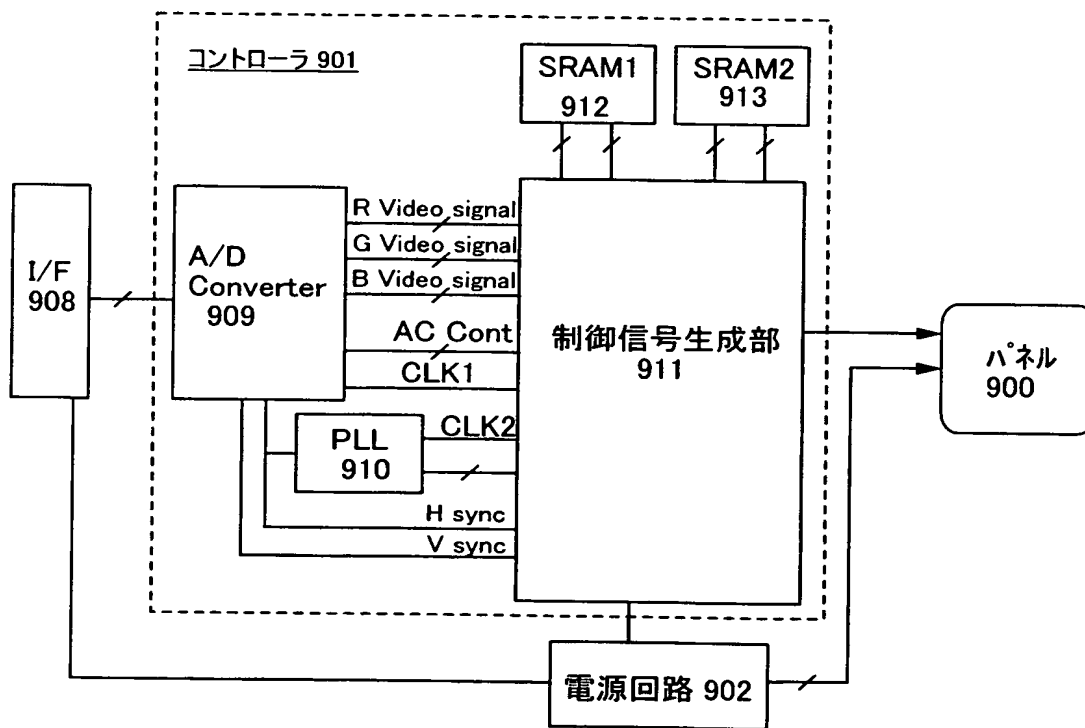 コントローラ 901
SRAM1
912
SRAM2
913
I/F
908
A/D
Converter
909
R Video signal
G Video signal
B Video signal
AC Cont
CLK1
PLL
910
CLK2
H sync
V sync
制御信号生成部
911
パネル
900
電源回路 902